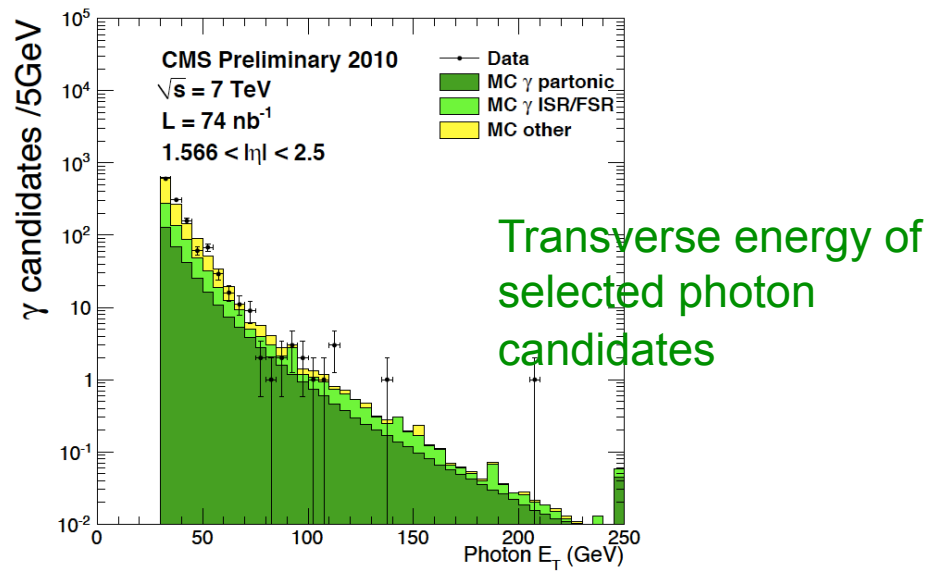 γ candidates /5GeV
10⁵
10⁴
10³
10²
10
1
10⁻¹
10⁻²
CMS Preliminary 2010
√s = 7 TeV
L = 74 nb⁻¹
1.566 < |η| < 2.5
Data
MC γ partonic
MC γ ISR/FSR
MC other
Transverse energy of
selected photon
candidates
0 50 100 150 200 250
Photon E_T (GeV)